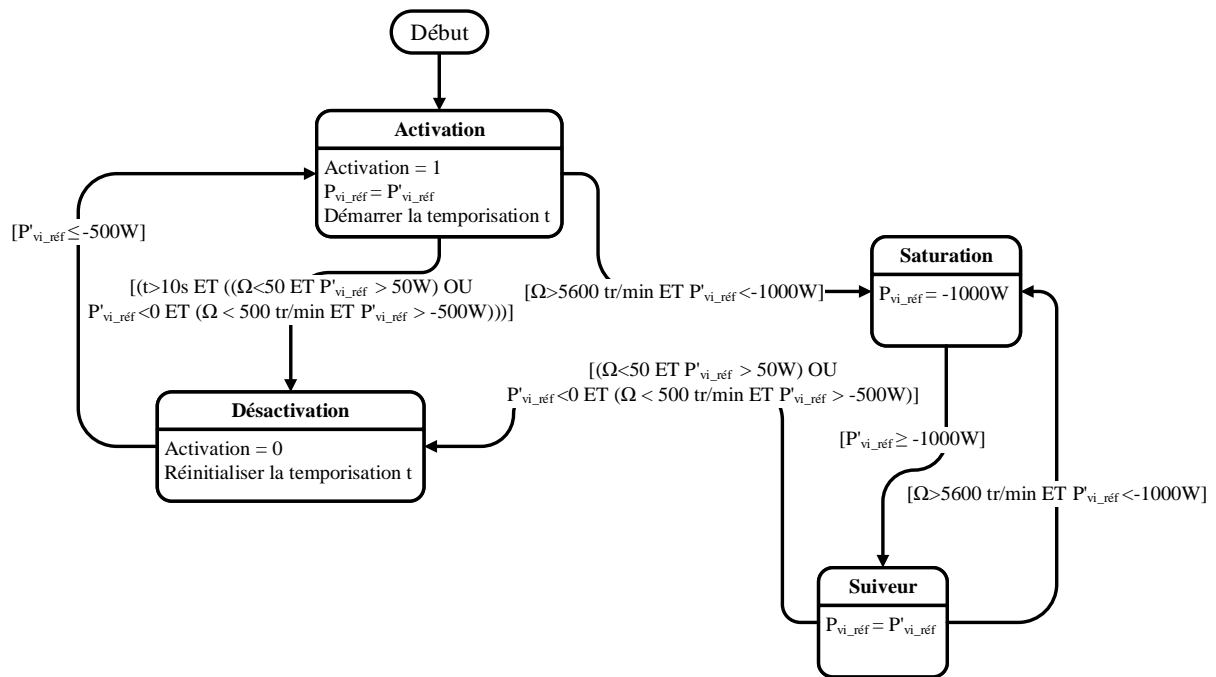 Début
Activation
Activation = 1
P_vi_réf = P'_vi_réf
Démarrer la temporisation t
[P'_vi_réf ≤ -500W]
[(t>10s ET ((Ω<50 ET P'_vi_réf > 50W) OU
P'_vi_réf <0 ET (Ω < 500 tr/min ET P'_vi_réf > -500W)))]
[Ω>5600 tr/min ET P'_vi_réf <-1000W]
Saturation
P_vi_réf = -1000W
[(Ω<50 ET P'_vi_réf > 50W) OU
P'_vi_réf <0 ET (Ω < 500 tr/min ET P'_vi_réf > -500W)]
Désactivation
Activation = 0
Réinitialiser la temporisation t
[P'_vi_réf ≥ -1000W]
[Ω>5600 tr/min ET P'_vi_réf <-1000W]
Suiveur
P_vi_réf = P'_vi_réf